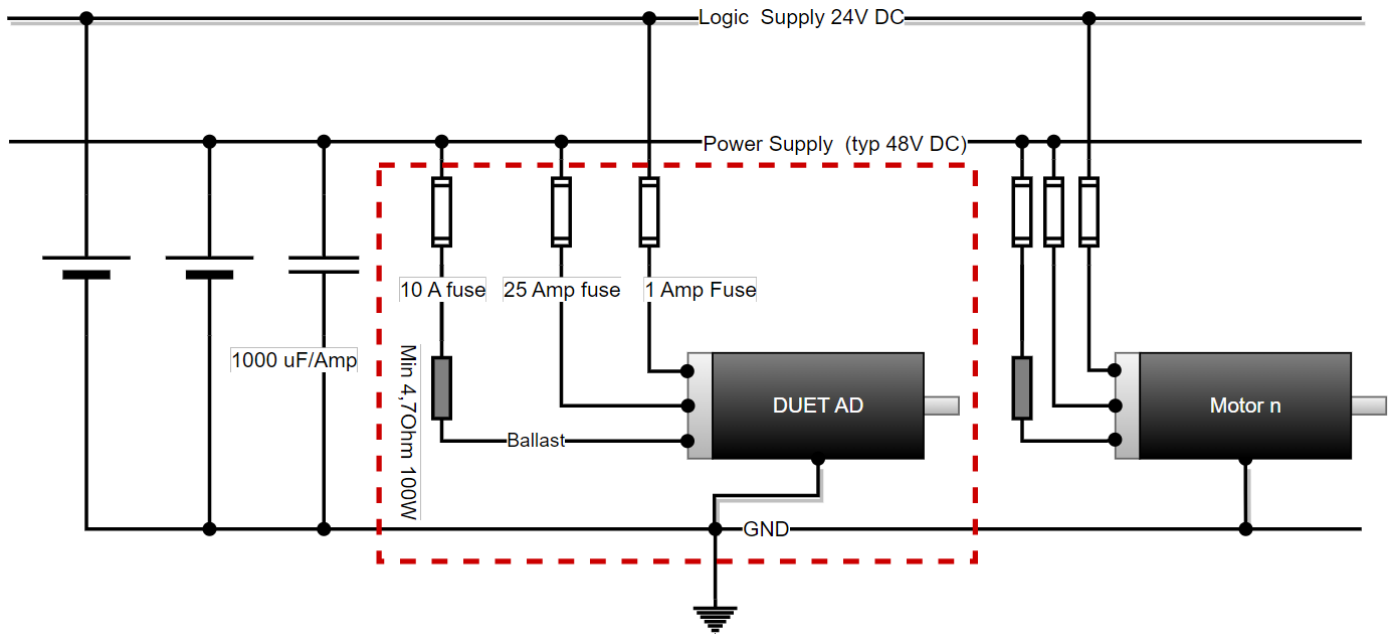 Logic  Supply 24V DC
Power Supply  (typ 48V DC)
10 A fuse
25 Amp fuse
1 Amp Fuse
1000 uF/Amp
Min 4,7Ohm 100W
DUET AD
Motor n
Ballast
GND